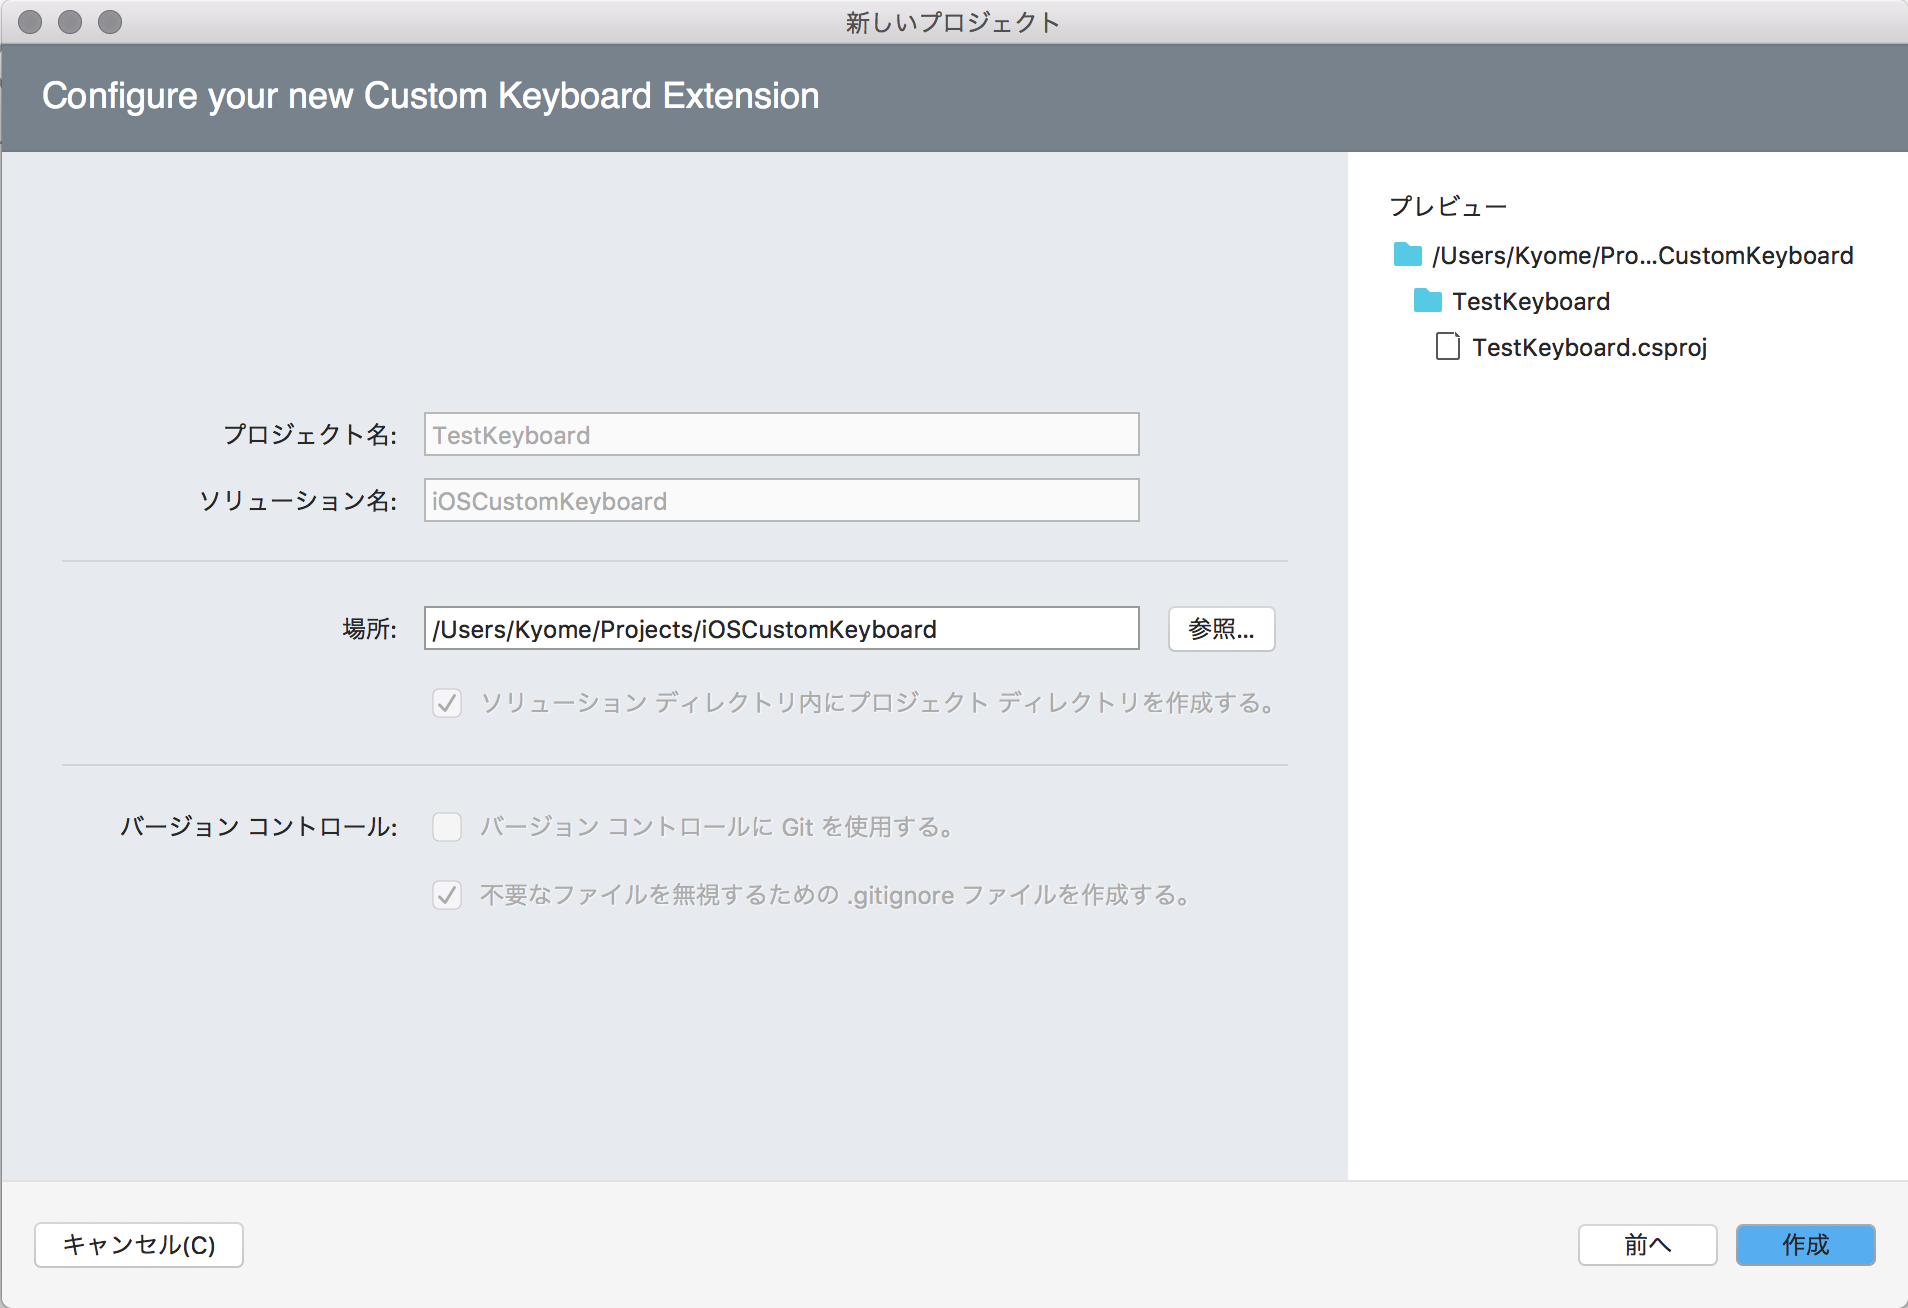 新しいプロジェクト
Configure your new Custom Keyboard Extension
プロジェクト名: TestKeyboard
ソリューション名: iOSCustomKeyboard
場所: /Users/Kyome/Projects/iOSCustomKeyboard 参照...
ソリューション ディレクトリ内にプロジェクト ディレクトリを作成する。
バージョン コントロール: バージョン コントロールに Git を使用する。
不要なファイルを無視するための .gitignore ファイルを作成する。
プレビュー
/Users/Kyome/Pro...CustomKeyboard
TestKeyboard
TestKeyboard.csproj
キャンセル(C) 前へ 作成